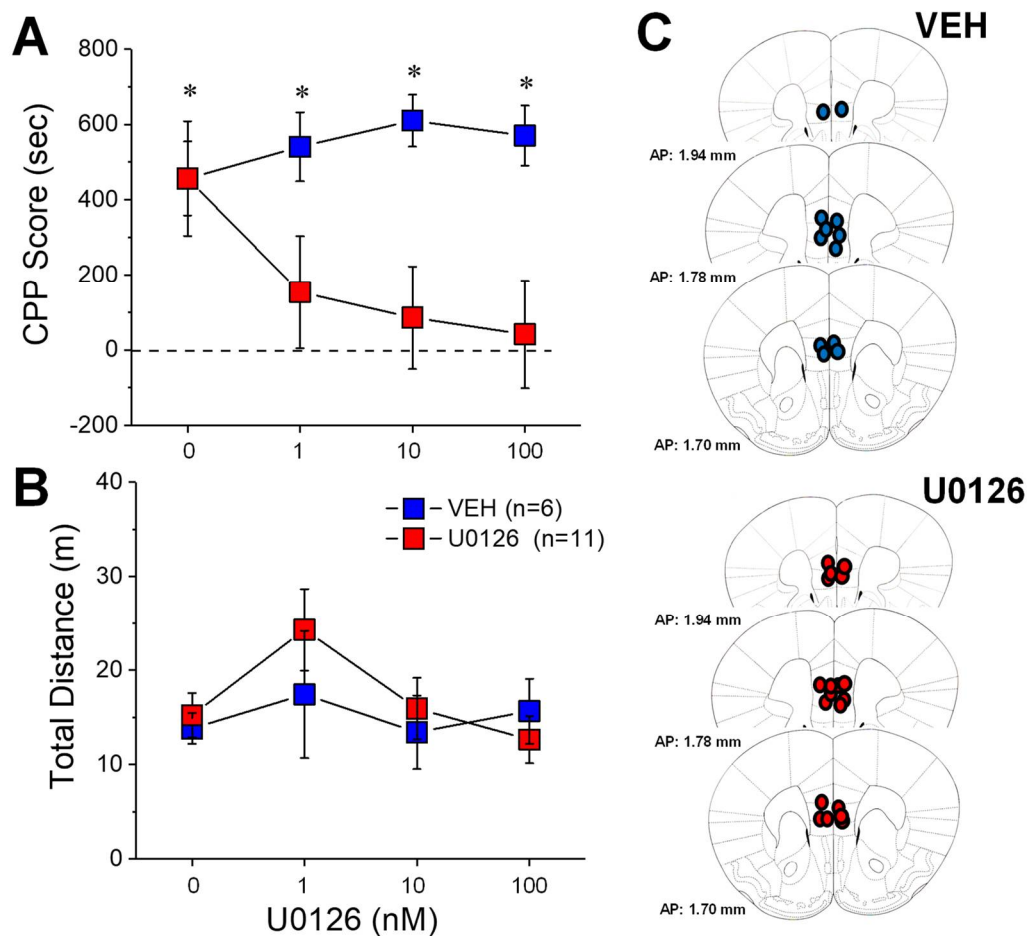 A
800
600
400
200
0
-200
CPP Score (sec)
* * * *
0 1 10 100
B
40
30
20
10
0
Total Distance (m)
VEH (n=6)
U0126 (n=11)
0 1 10 100
U0126 (nM)
C
VEH
AP: 1.94 mm
AP: 1.78 mm
AP: 1.70 mm
U0126
AP: 1.94 mm
AP: 1.78 mm
AP: 1.70 mm